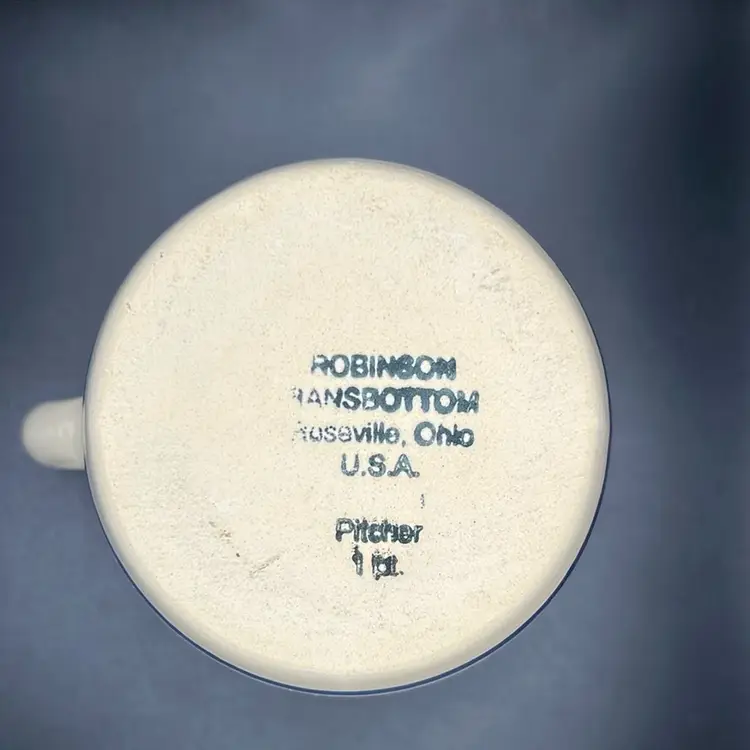 ROBINSON
RANSBOTTOM
Roseville, Ohio
U.S.A.
Pitcher
1 pt.